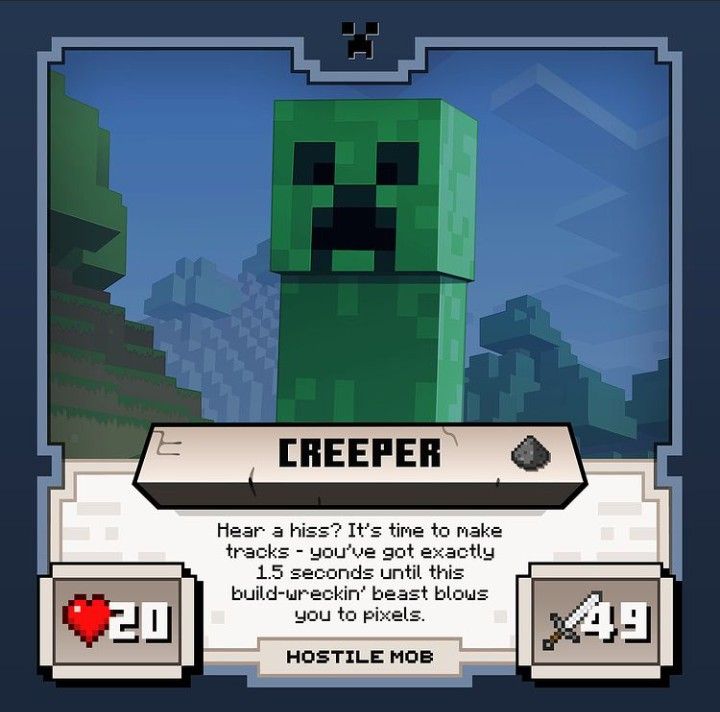 CREEPER
Hear a hiss? It's time to make
tracks - you've got exactly
1.5 seconds until this
build-wreckin' beast blows
you to pixels.
20
49
HOSTILE MOB